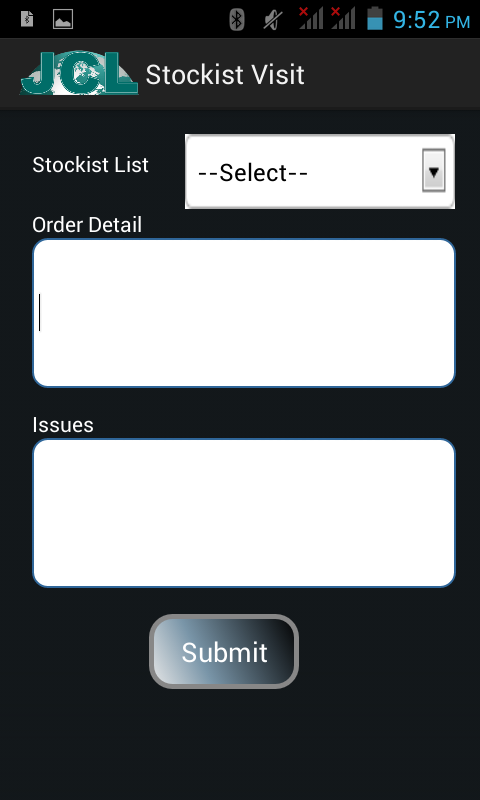 9:52 PM
JCL Stockist Visit
Stockist List
--Select--
Order Detail
Issues
Submit